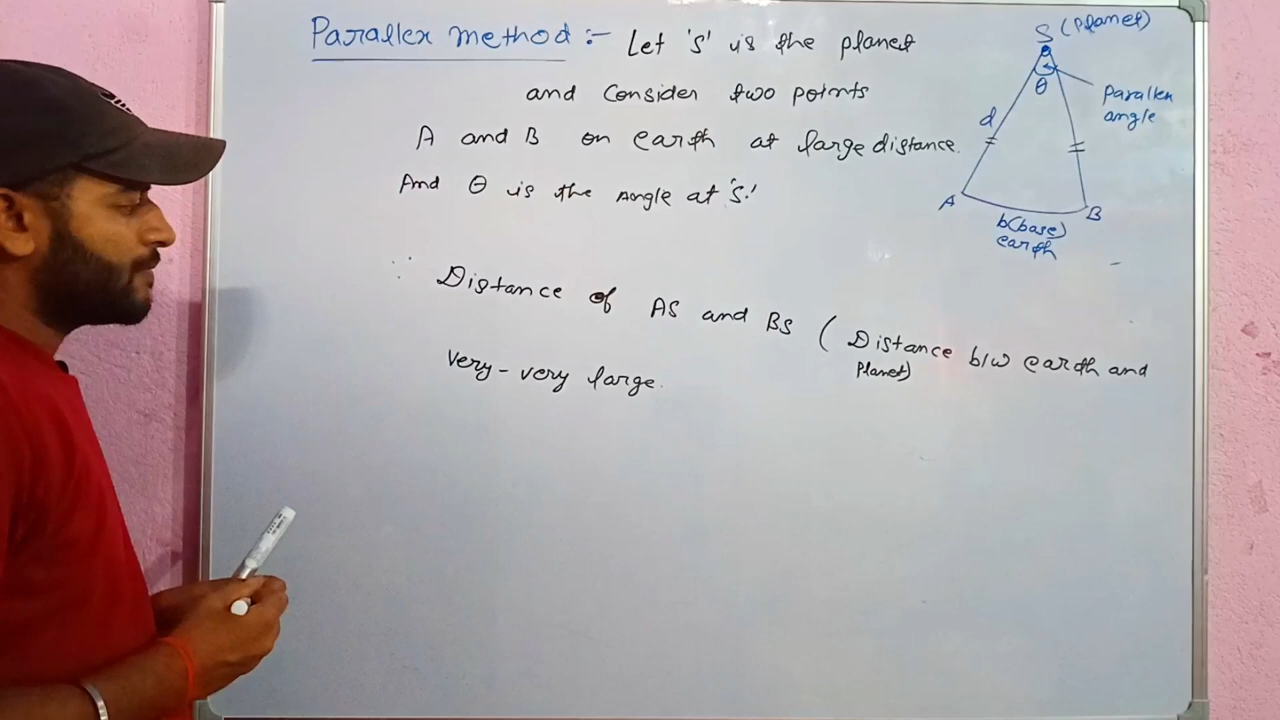 Parallex method :- Let 's' is the planet
and Consider two points
A and B on earth at large distance.
And θ is the Angle at 's'.
∵ Distance of AS and BS ( Distance b/w earth and
Planet)
very-very large.
S (Planet)
θ
Parallex
angle
d
A
B
b(base)
earth